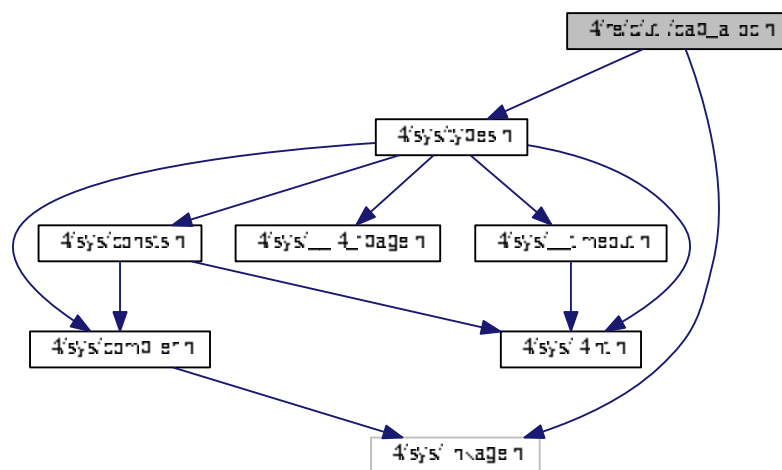 l4/re/c/util/cap_alloc.h
l4/sys/types.h
l4/sys/consts.h
l4/sys/__l4_fpage.h
l4/sys/__timeout.h
l4/sys/compiler.h
l4/sys/l4int.h
l4/sys/linkage.h